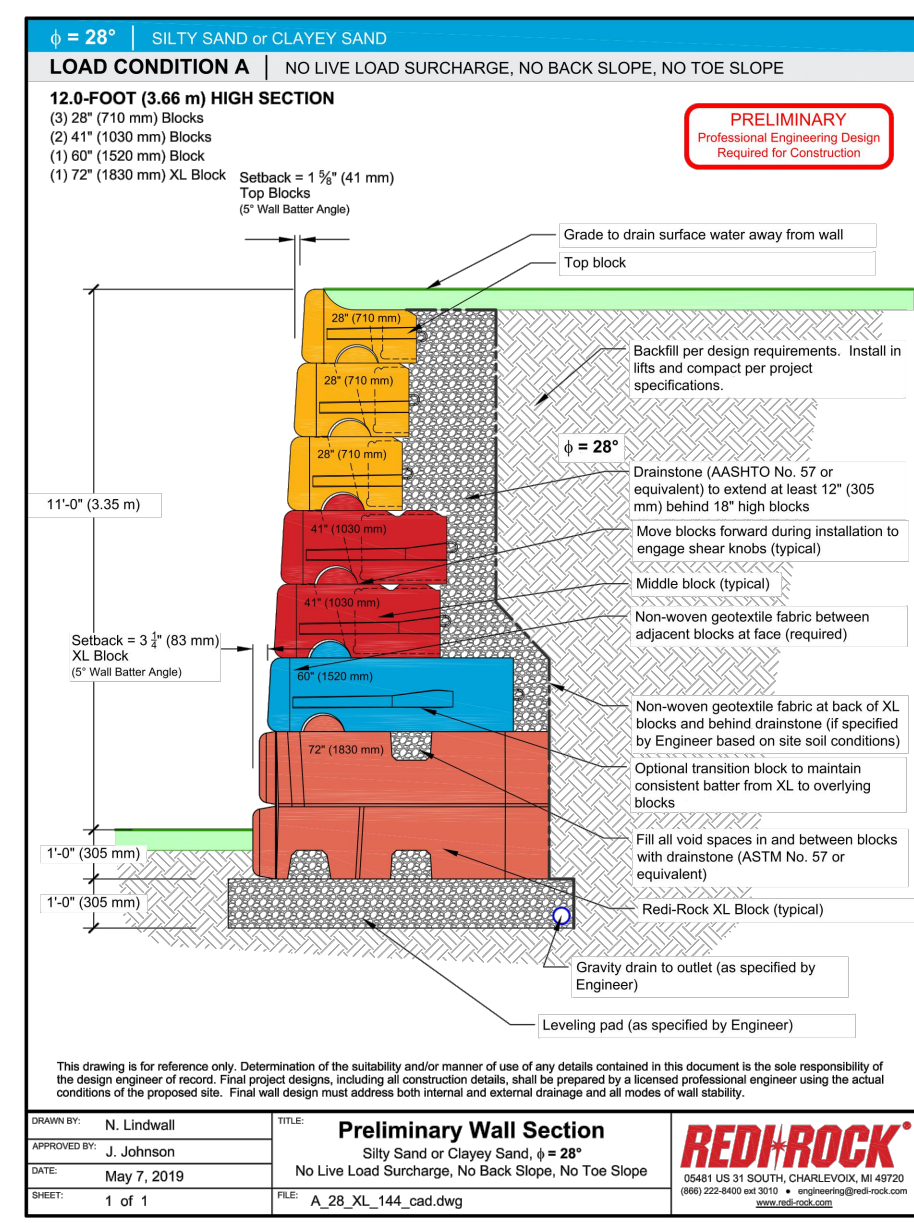 ϕ = 28° | SILTY SAND or CLAYEY SAND
LOAD CONDITION A | NO LIVE LOAD SURCHARGE, NO BACK SLOPE, NO TOE SLOPE
12.0-FOOT (3.66 m) HIGH SECTION
(3) 28" (710 mm) Blocks
(2) 41" (1030 mm) Blocks
(1) 60" (1520 mm) Block
(1) 72" (1830 mm) XL Block
PRELIMINARY
Professional Engineering Design
Required for Construction
Setback = 1 ⅝" (41 mm)
Top Blocks
(5° Wall Batter Angle)
Grade to drain surface water away from wall
Top block
28" (710 mm)
Backfill per design requirements. Install in
lifts and compact per project
specifications.
28" (710 mm)
ϕ = 28°
28" (710 mm)
Drainstone (AASHTO No. 57 or
equivalent) to extend at least 12" (305
mm) behind 18" high blocks
11'-0" (3.35 m)
41" (1030 mm)
Move blocks forward during installation to
engage shear knobs (typical)
Middle block (typical)
41" (1030 mm)
Non-woven geotextile fabric between
adjacent blocks at face (required)
Setback = 3 ¼" (83 mm)
XL Block
(5° Wall Batter Angle)
60" (1520 mm)
Non-woven geotextile fabric at back of XL
blocks and behind drainstone (if specified
by Engineer based on site soil conditions)
72" (1830 mm)
Optional transition block to maintain
consistent batter from XL to overlying
blocks
Fill all void spaces in and between blocks
with drainstone (ASTM No. 57 or
equivalent)
1'-0" (305 mm)
1'-0" (305 mm)
Redi-Rock XL Block (typical)
Gravity drain to outlet (as specified by
Engineer)
Leveling pad (as specified by Engineer)
This drawing is for reference only. Determination of the suitability and/or manner of use of any details contained in this document is the sole responsibility of
the design engineer of record. Final project designs, including all construction details, shall be prepared by a licensed professional engineer using the actual
conditions of the proposed site. Final wall design must address both internal and external drainage and all modes of wall stability.
DRAWN BY: N. Lindwall
APPROVED BY: J. Johnson
DATE: May 7, 2019
SHEET: 1 of 1
TITLE: Preliminary Wall Section
Silty Sand or Clayey Sand, ϕ = 28°
No Live Load Surcharge, No Back Slope, No Toe Slope
FILE: A_28_XL_144_cad.dwg
REDI-ROCK®
05481 US 31 SOUTH, CHARLEVOIX, MI 49720
(866) 222-8400 ext 3010 • engineering@redi-rock.com
www.redi-rock.com